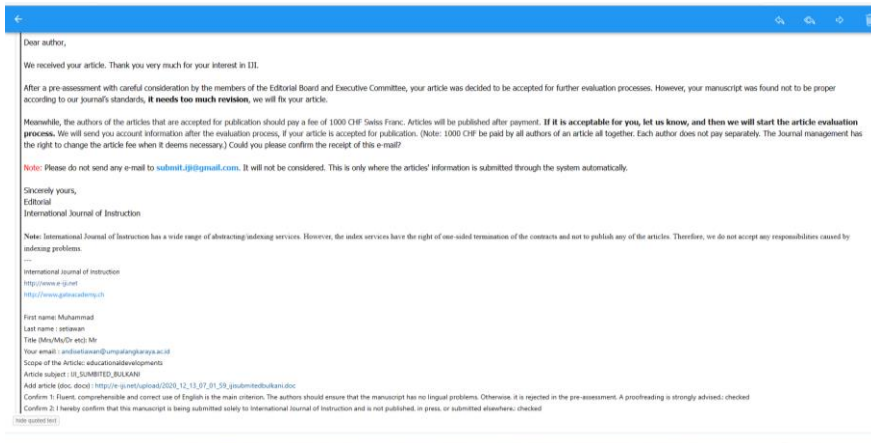 Dear author,
We received your article. Thank you very much for your interest in IJI.
After a pre-assessment with careful consideration by the members of the Editorial Board and Executive Committee, your article was decided to be accepted for further evaluation processes. However, your manuscript was found not to be proper
according to our journal's standards, it needs too much revision, we will fix your article.
Meanwhile, the authors of the articles that are accepted for publication should pay a fee of 1000 CHF Swiss Franc. Articles will be published after payment. If it is acceptable for you, let us know, and then we will start the article evaluation
process. We will send you account information after the evaluation process, if your article is accepted for publication. (Note: 1000 CHF be paid by all authors of an article all together. Each author does not pay separately. The Journal management has
the right to change the article fee when it deems necessary.) Could you please confirm the receipt of this e-mail?
Note: Please do not send any e-mail to submit.iji@gmail.com. It will not be considered. This is only where the articles' information is submitted through the system automatically.
Sincerely yours,
Editorial
International Journal of Instruction
Note: International Journal of Instruction has a wide range of abstracting/indexing services. However, the index services have the right of one-sided termination of the contracts and not to publish any of the articles. Therefore, we do not accept any responsibilities caused by
indexing problems.
---
International Journal of Instruction
http://www.e-iji.net
http://www.gateacademy.ch
First name: Muhammad
Last name : setiawan
Title (Mrs/Ms/Dr etc): Mr
Your email : andisetiawan@umpalangkaraya.ac.id
Scope of the Article: educationaldevelopments
Article subject : IJI_SUMBITED_BULKANI
Add article (doc, docx) : http://e-iji.net/upload/2020_12_13_07_01_59_ijisubmitedbulkani.doc
Confirm 1: Fluent, comprehensible and correct use of English is the main criterion. The authors should ensure that the manuscript has no lingual problems. Otherwise, it is rejected in the pre-assessment. A proofreading is strongly advised.: checked
Confirm 2: I hereby confirm that this manuscript is being submitted solely to International Journal of Instruction and is not published, in press, or submitted elsewhere.: checked
hide quoted text